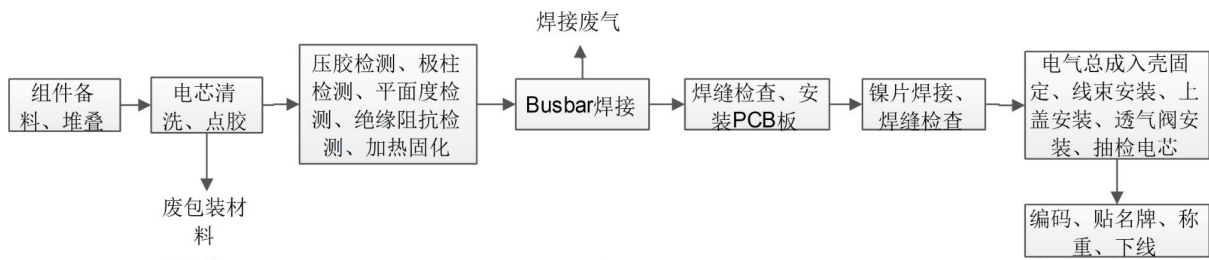 焊接废气
组件备
料、堆叠
电芯清
洗、点胶
压胶检测、极柱
检测、平面度检
测、绝缘阻抗检
测、加热固化
Busbar焊接
焊缝检查、安
装PCB板
镍片焊接、
焊缝检查
电气总成入壳固
定、线束安装、上
盖安装、透气阀安
装、抽检电芯
废包装材
料
编码、贴名牌、称
重、下线